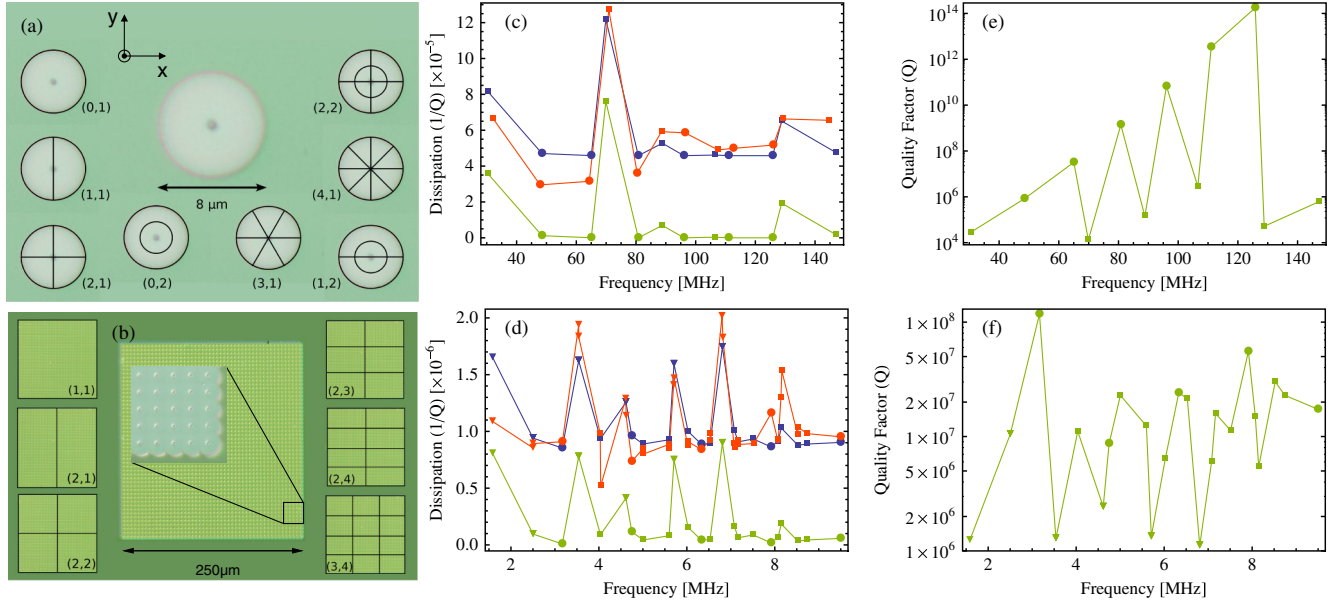 (a)
y
x
(0,1)
(2,2)
(1,1)
(4,1)
8 μm
(2,1)
(0,2)
(3,1)
(1,2)
(b)
(1,1)
(2,3)
(2,1)
(2,4)
(2,2)
(3,4)
250μm
(c)
Dissipation (1/Q) [×10⁻⁵]
12
10
8
6
4
2
0
40
60
80
100
120
140
Frequency [MHz]
(d)
Dissipation (1/Q) [×10⁻⁶]
2.0
1.5
1.0
0.5
0.0
2
4
6
8
Frequency [MHz]
(e)
Quality Factor (Q)
10¹⁴
10¹²
10¹⁰
10⁸
10⁶
10⁴
40
60
80
100
120
140
Frequency [MHz]
(f)
Quality Factor (Q)
1 × 10⁸
5 × 10⁷
2 × 10⁷
1 × 10⁷
5 × 10⁶
2 × 10⁶
1 × 10⁶
2
4
6
8
Frequency [MHz]